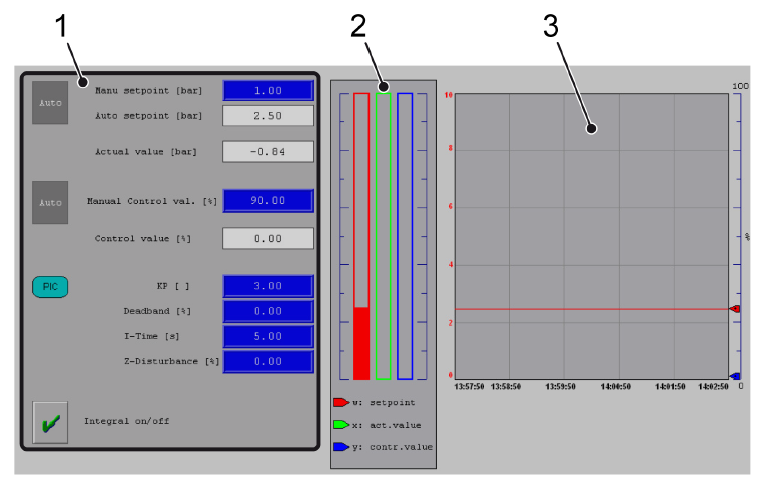 1 2 3
Auto
Manu setpoint [bar] 1.00
Auto setpoint [bar] 2.50
Actual value [bar] -0.84
Auto
Manual Control val. [%] 90.00
Control value [%] 0.00
PIC
KP [ ] 3.00
Deadband [%] 0.00
I-Time [s] 5.00
Z-Disturbance [%] 0.00
Integral on/off
w: setpoint
x: act.value
y: contr.value
10
8
6
4
2
0
13:57:50 13:58:50 13:59:50 14:00:50 14:01:50 14:02:50
100
%
0